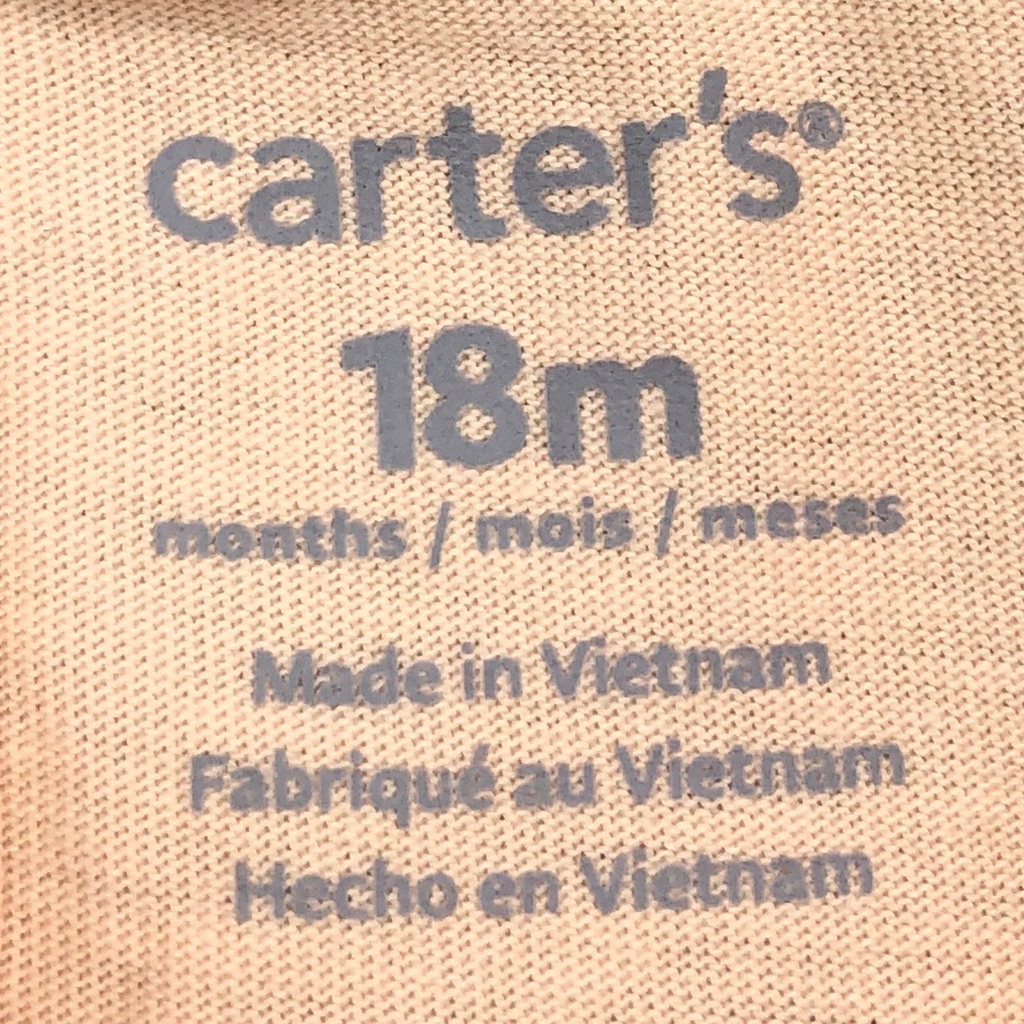 carter's®
18m
months / mois / meses
Made in Vietnam
Fabriqué au Vietnam
Hecho en Vietnam